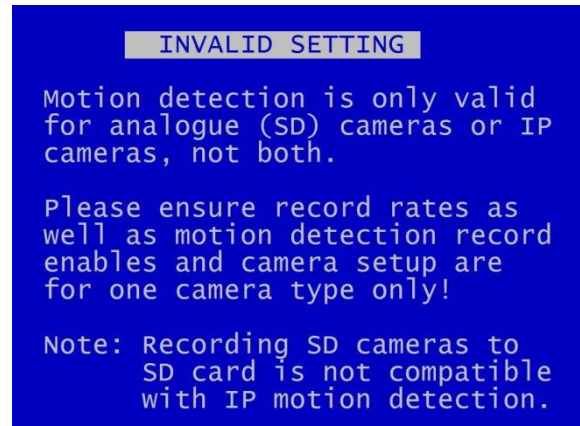 INVALID SETTING
Motion detection is only valid
for analogue (SD) cameras or IP
cameras, not both.
Please ensure record rates as
well as motion detection record
enables and camera setup are
for one camera type only!
Note: Recording SD cameras to
SD card is not compatible
with IP motion detection.